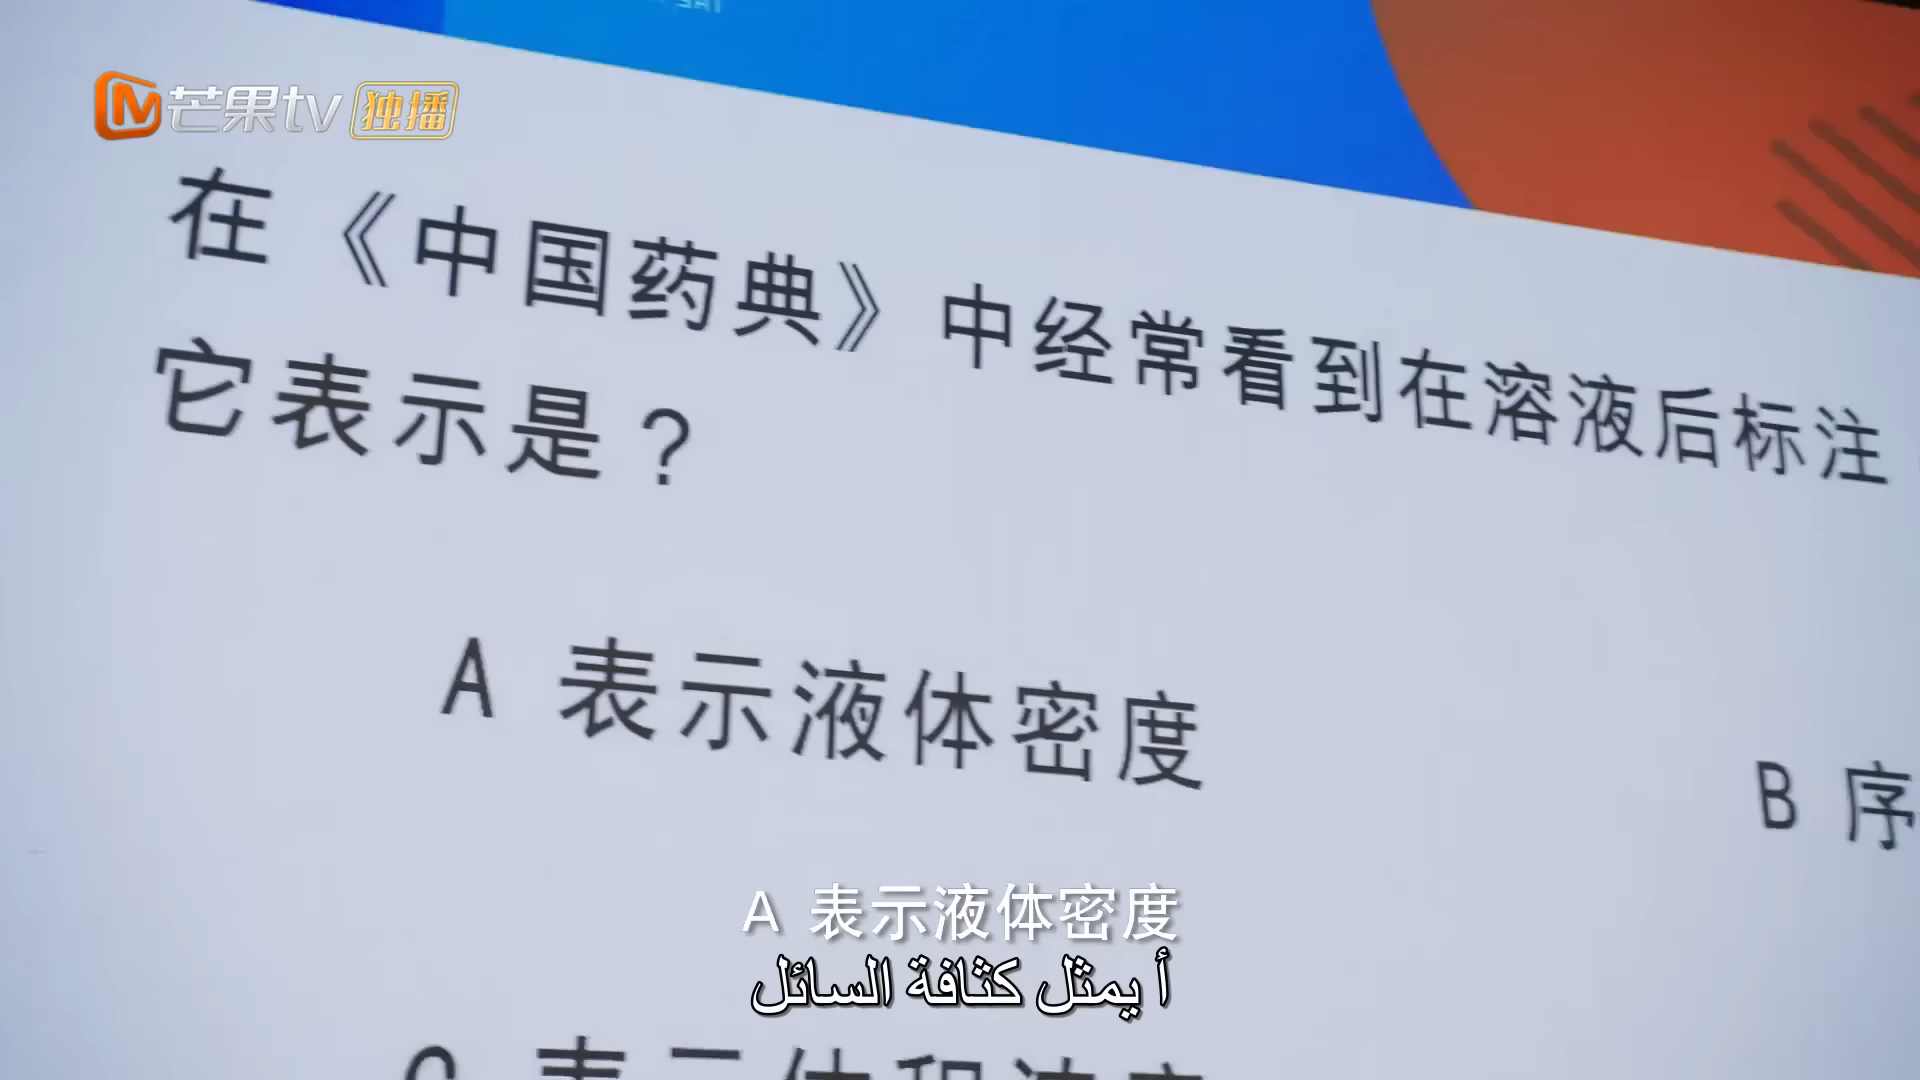 芒果tv 独播
在《中国药典》中经常看到在溶液后标注
它表示是？
A 表示液体密度
B 序
A 表示液体密度
أ يمثل كثافة السائل